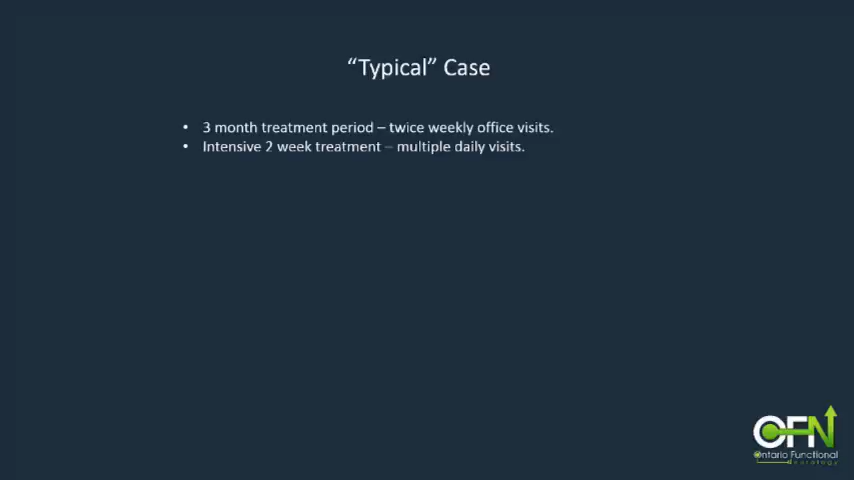 “Typical” Case
• 3 month treatment period – twice weekly office visits.
• Intensive 2 week treatment – multiple daily visits.
OFN
Ontario Functional
Neurology